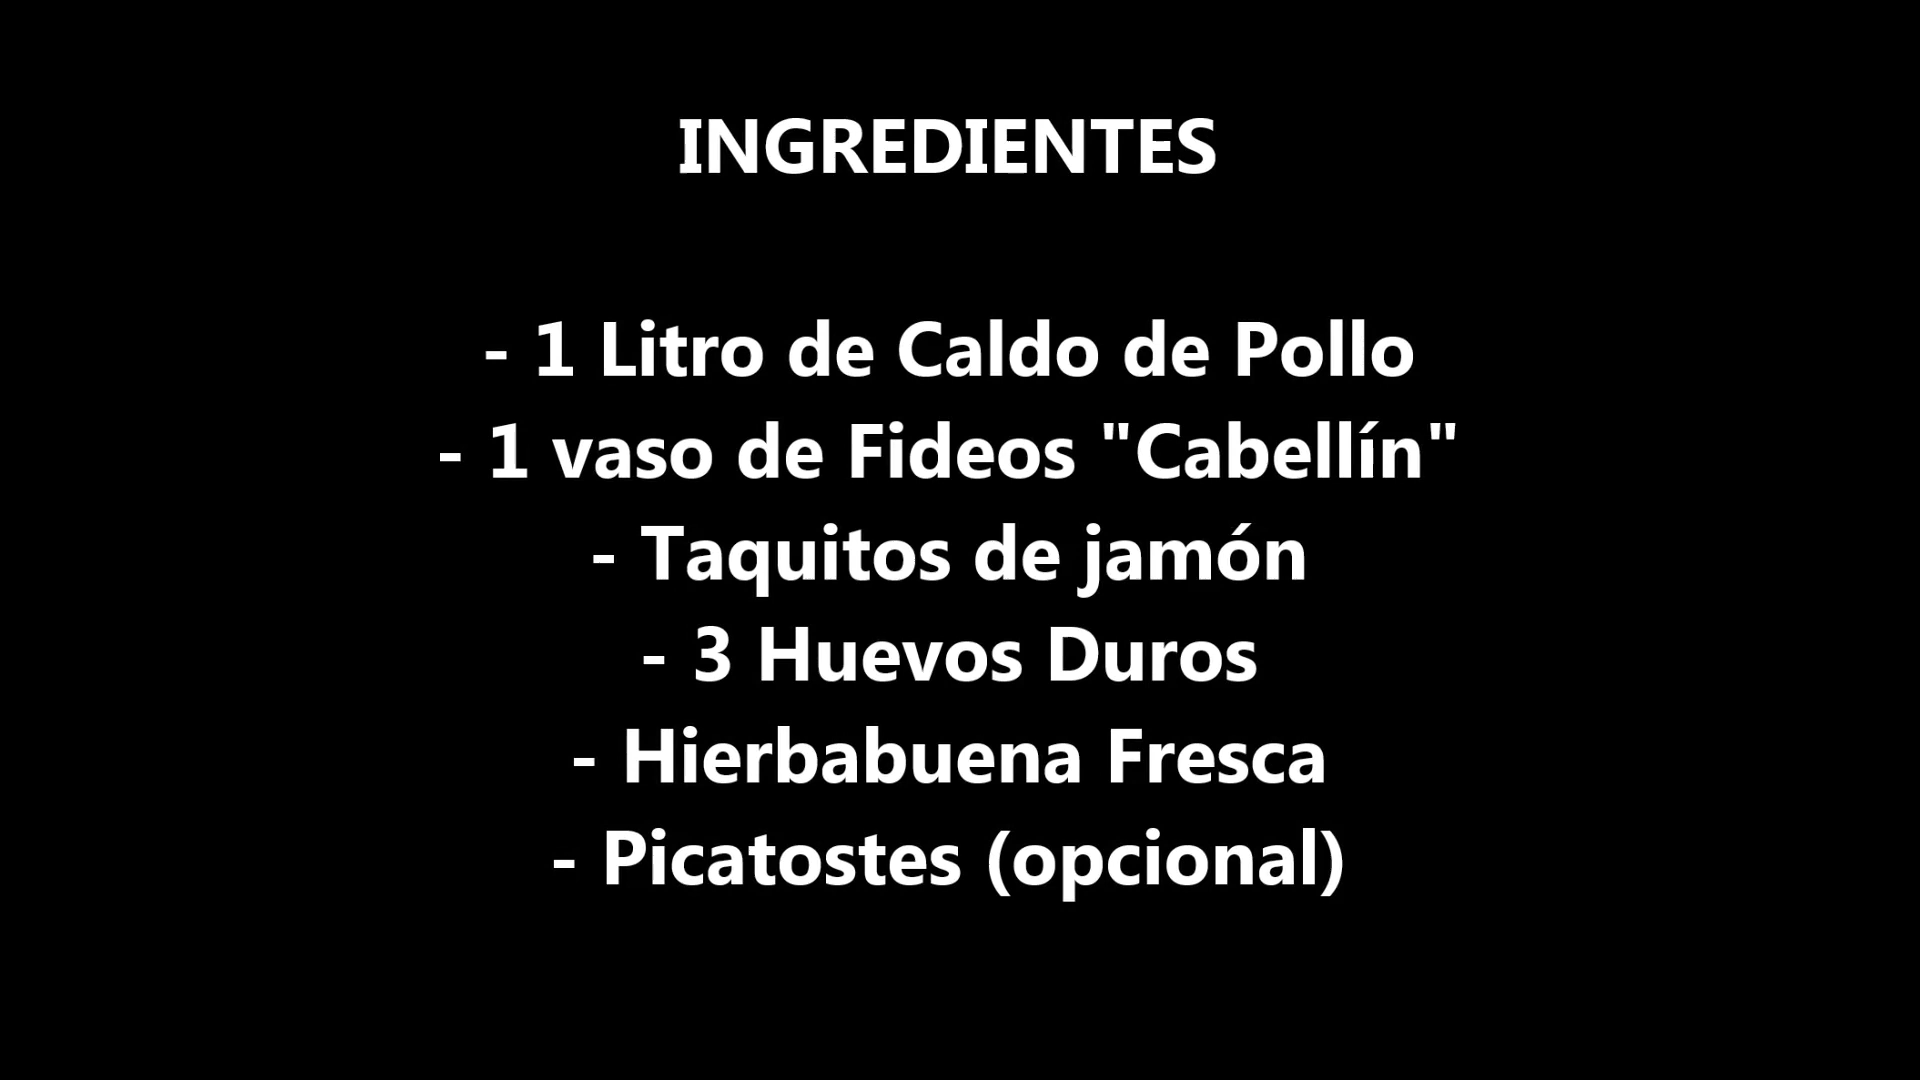 INGREDIENTES
- 1 Litro de Caldo de Pollo
- 1 vaso de Fideos "Cabellín"
- Taquitos de jamón
- 3 Huevos Duros
- Hierbabuena Fresca
- Picatostes (opcional)